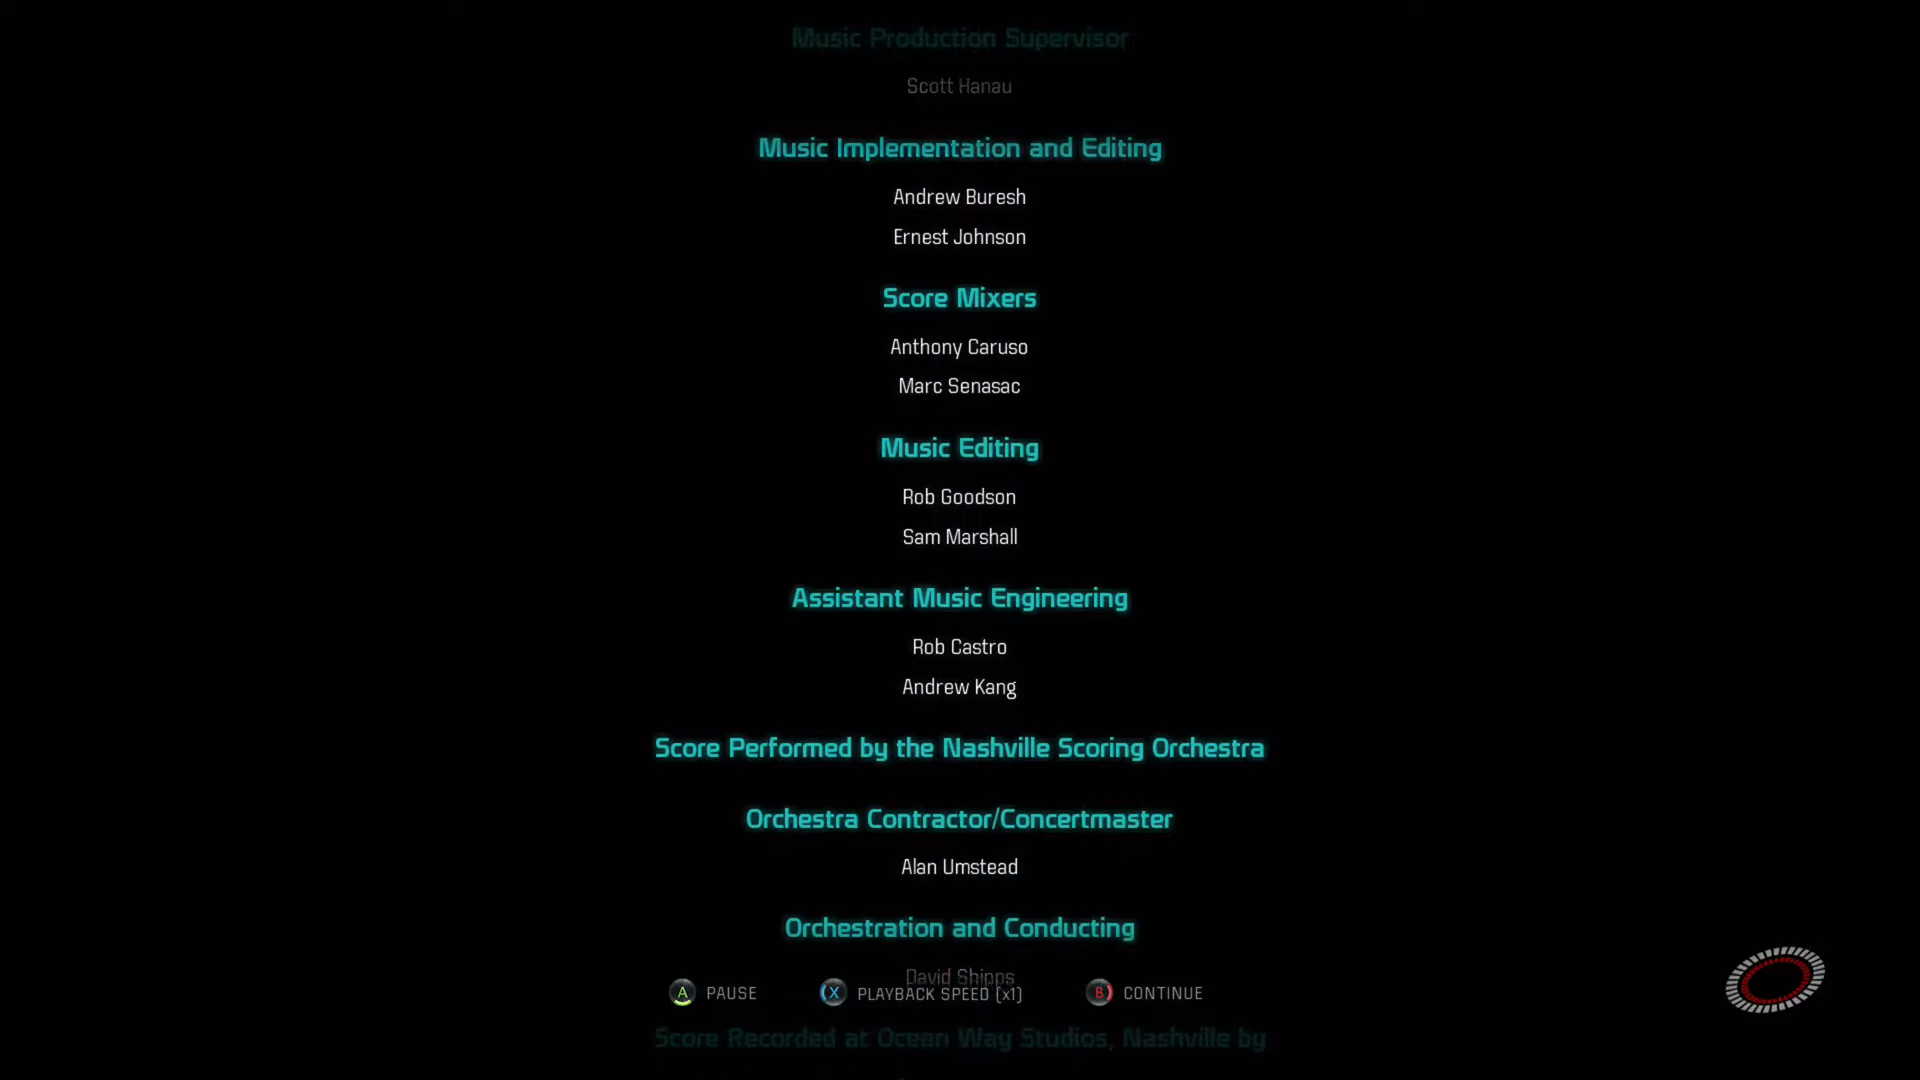 Music Production Supervisor
Scott Hanau
Music Implementation and Editing
Andrew Buresh
Ernest Johnson
Score Mixers
Anthony Caruso
Marc Senasac
Music Editing
Rob Goodson
Sam Marshall
Assistant Music Engineering
Rob Castro
Andrew Kang
Score Performed by the Nashville Scoring Orchestra
Orchestra Contractor/Concertmaster
Alan Umstead
Orchestration and Conducting
David Shipps
A PAUSE X PLAYBACK SPEED (x1) B CONTINUE
Score Recorded at Ocean Way Studios, Nashville by